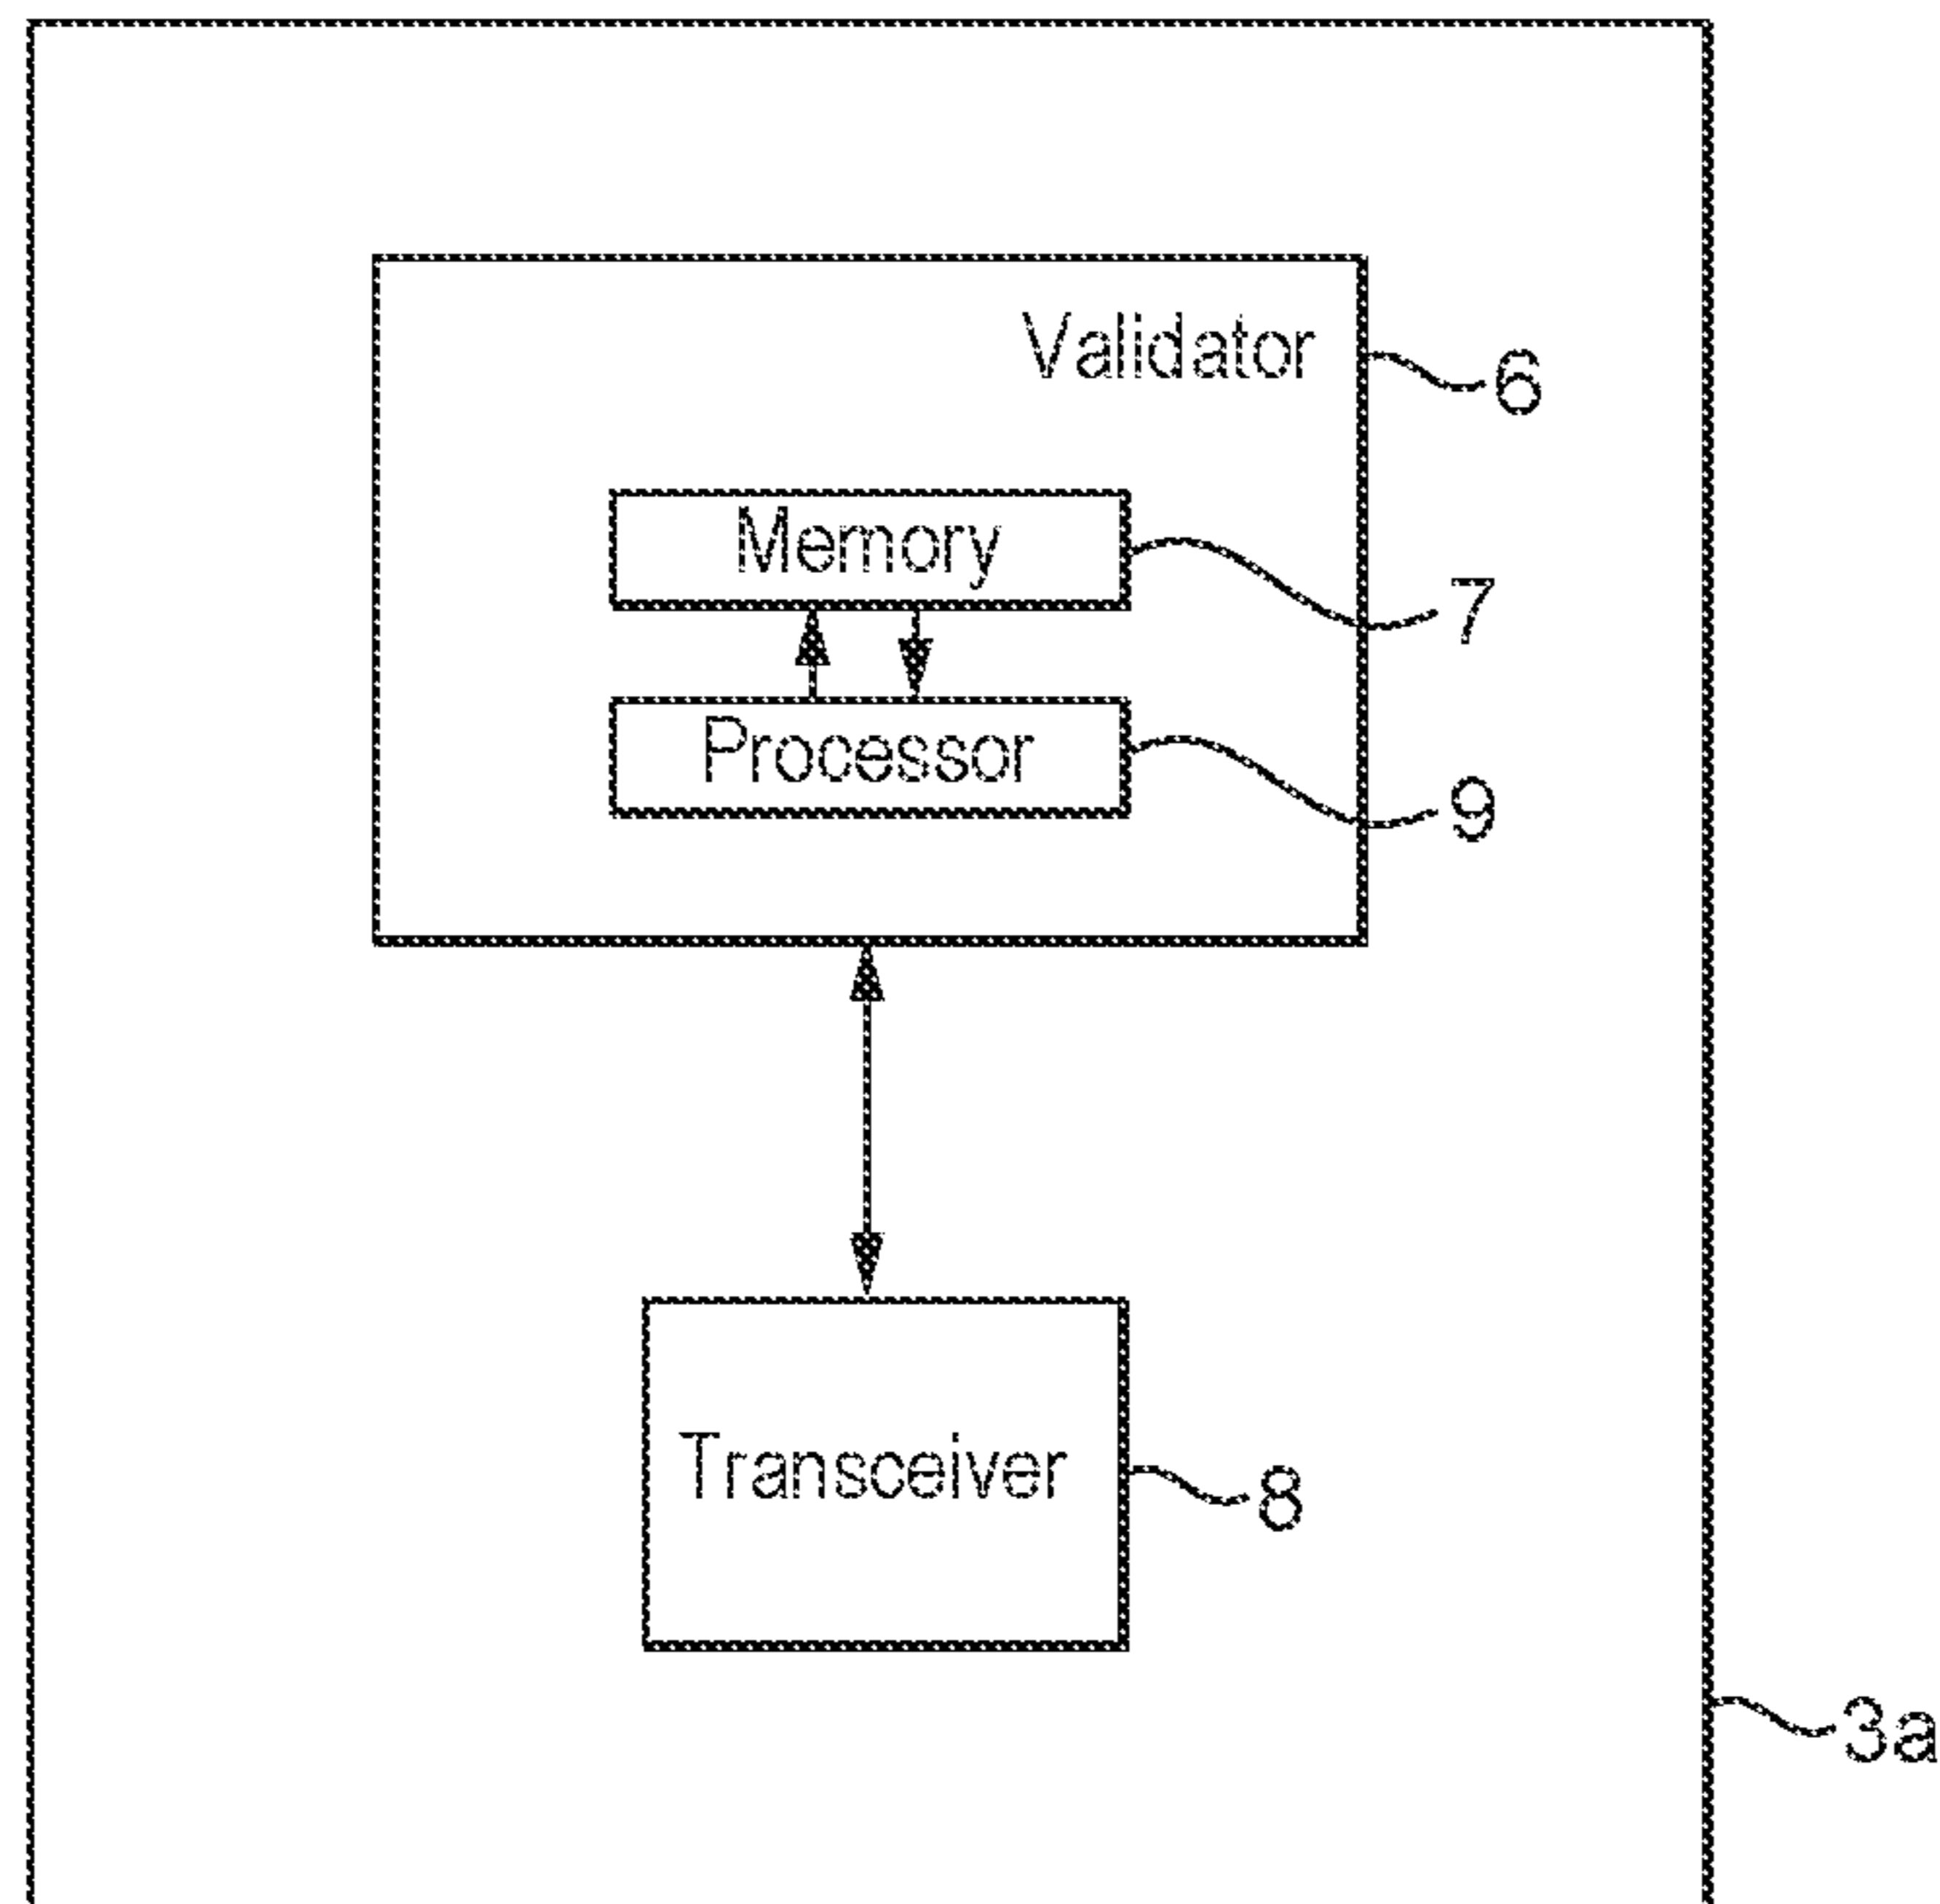 Validator
6
Memory
7
Processor
9
Transceiver
8
3a